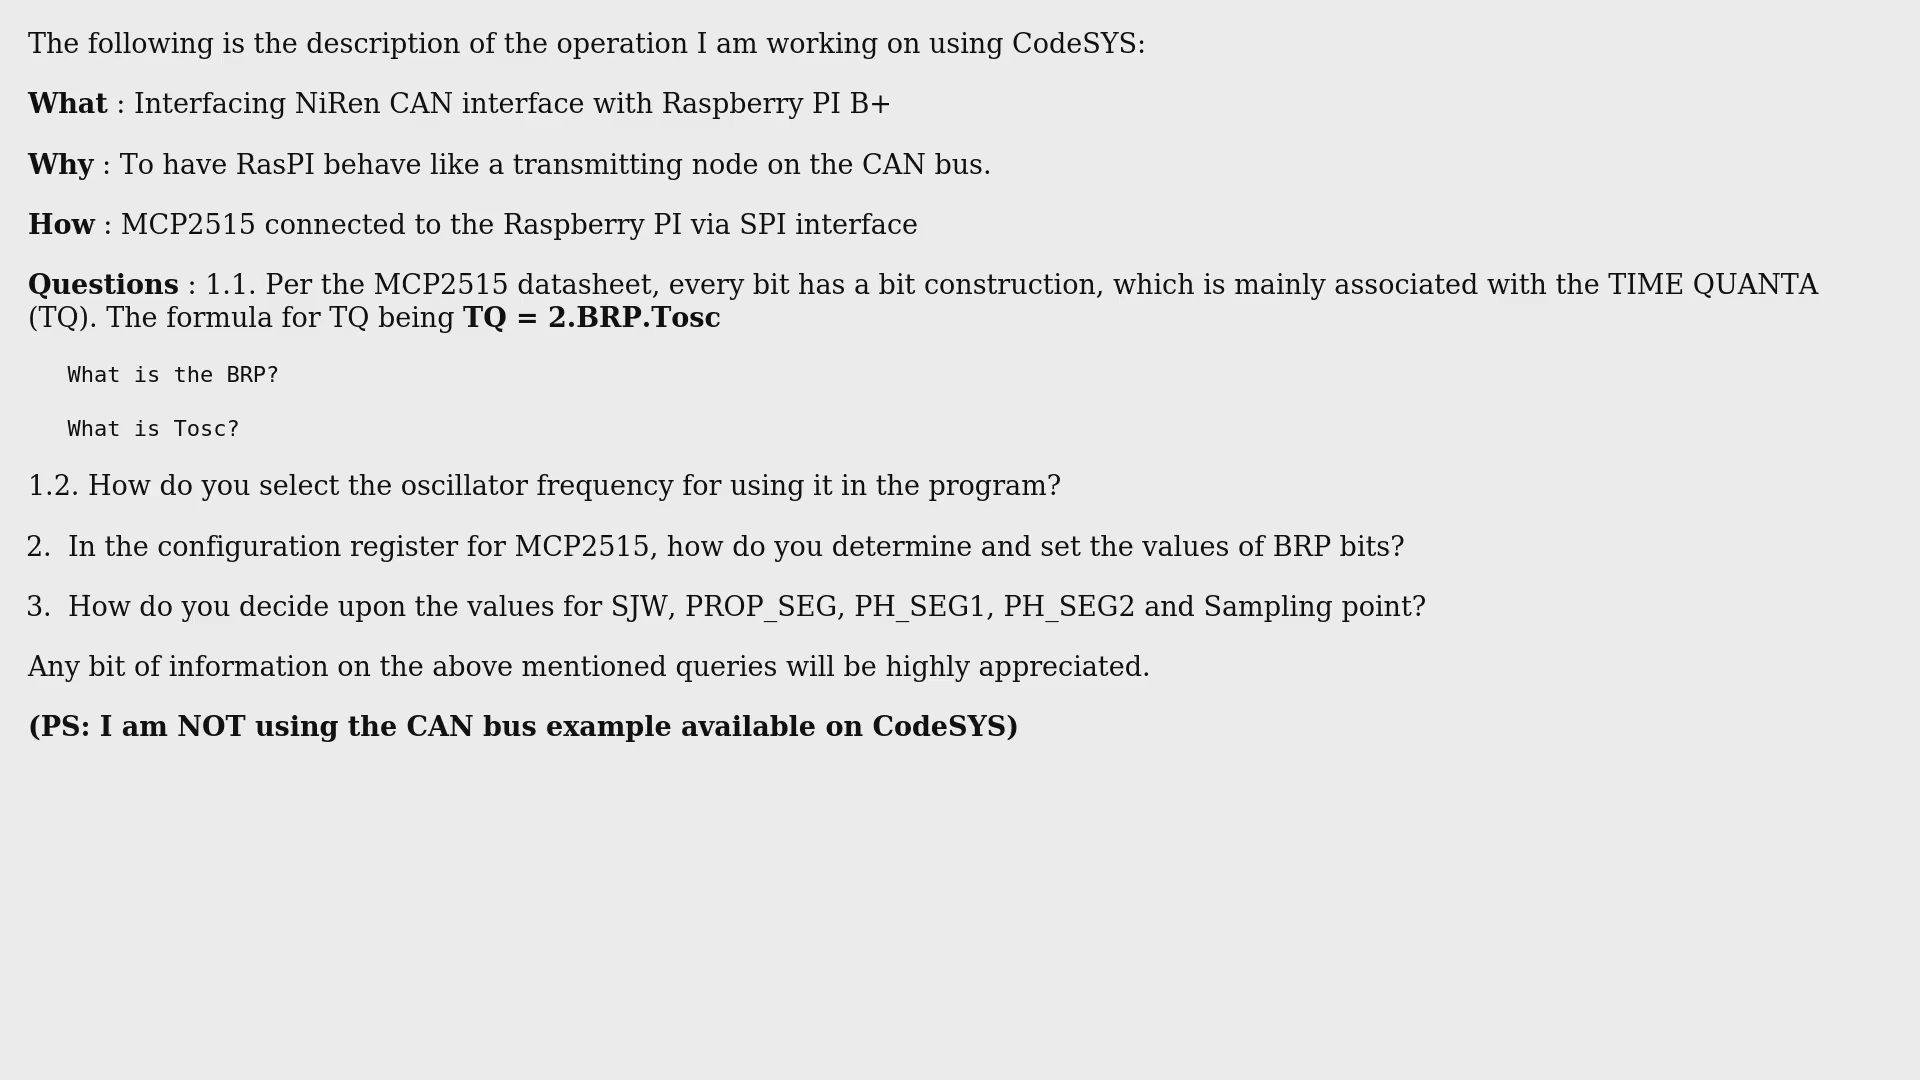 The following is the description of the operation I am working on using CodeSYS:
What : Interfacing NiRen CAN interface with Raspberry PI B+
Why : To have RasPI behave like a transmitting node on the CAN bus.
How : MCP2515 connected to the Raspberry PI via SPI interface
Questions : 1.1. Per the MCP2515 datasheet, every bit has a bit construction, which is mainly associated with the TIME QUANTA
(TQ). The formula for TQ being TQ = 2.BRP.Tosc
What is the BRP?
What is Tosc?
1.2. How do you select the oscillator frequency for using it in the program?
2. In the configuration register for MCP2515, how do you determine and set the values of BRP bits?
3. How do you decide upon the values for SJW, PROP_SEG, PH_SEG1, PH_SEG2 and Sampling point?
Any bit of information on the above mentioned queries will be highly appreciated.
(PS: I am NOT using the CAN bus example available on CodeSYS)